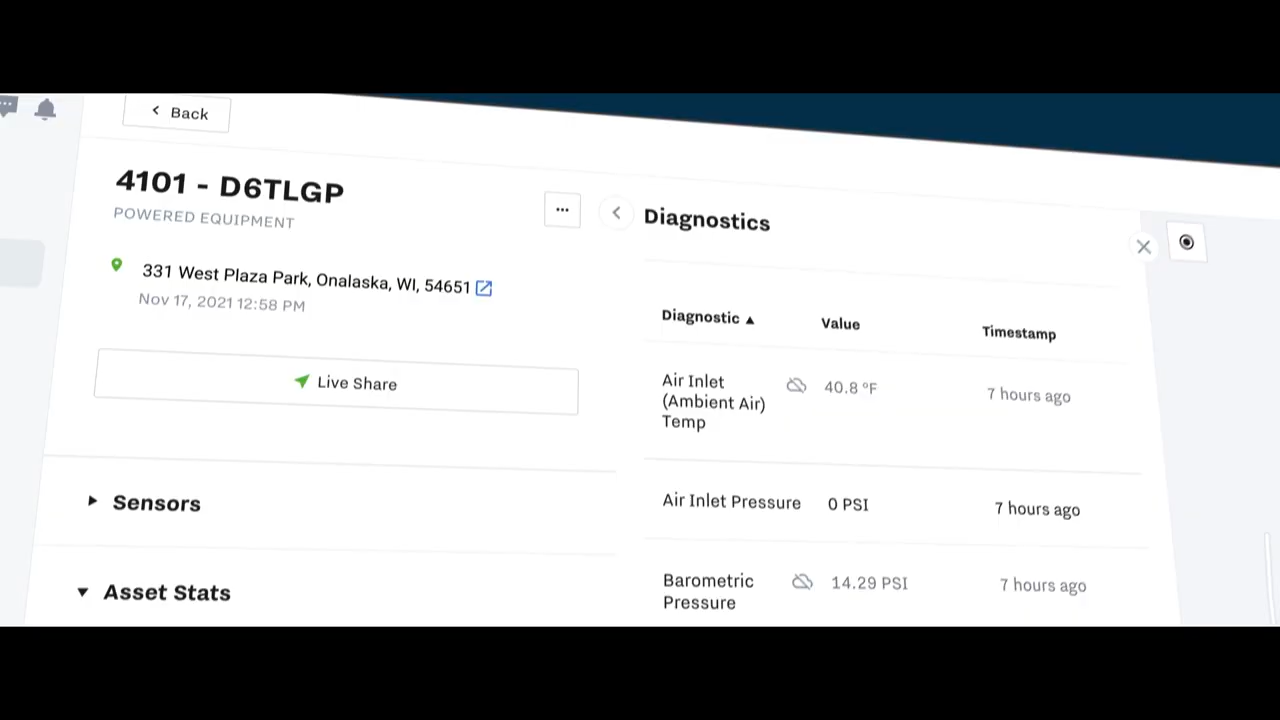 Back
4101 - D6TLGP
POWERED EQUIPMENT
331 West Plaza Park, Onalaska, WI, 54651
Nov 17, 2021 12:58 PM
Live Share
Sensors
Asset Stats
Diagnostics
Diagnostic ▲ Value Timestamp
Air Inlet
(Ambient Air)
Temp
40.8 °F
7 hours ago
Air Inlet Pressure 0 PSI 7 hours ago
Barometric
Pressure
14.29 PSI
7 hours ago